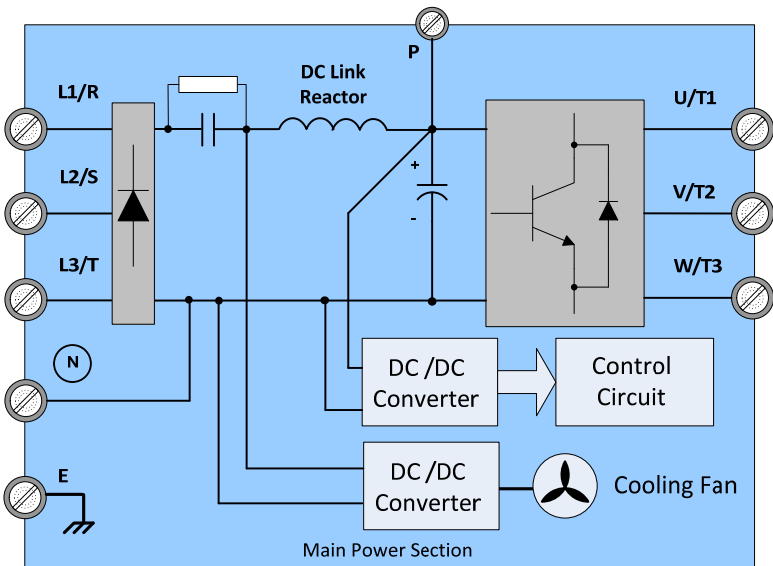 P
L1/R
DC Link
Reactor
U/T1
L2/S
+
V/T2
-
L3/T
W/T3
N
DC /DC
Converter
Control
Circuit
E
DC /DC
Converter
Cooling Fan
Main Power Section